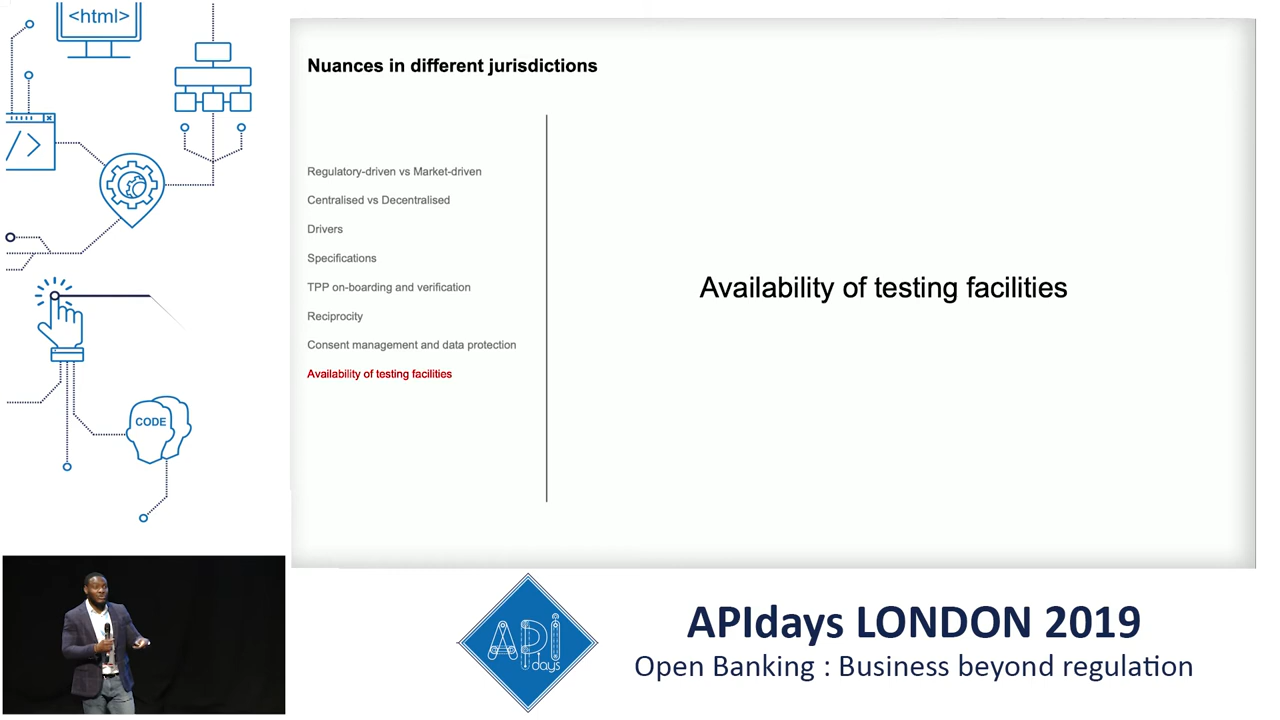 <html>
</>
CODE
Nuances in different jurisdictions
Regulatory-driven vs Market-driven
Centralised vs Decentralised
Drivers
Specifications
TPP on-boarding and verification
Reciprocity
Consent management and data protection
Availability of testing facilities
Availability of testing facilities
API
days
APIdays LONDON 2019
Open Banking : Business beyond regulation